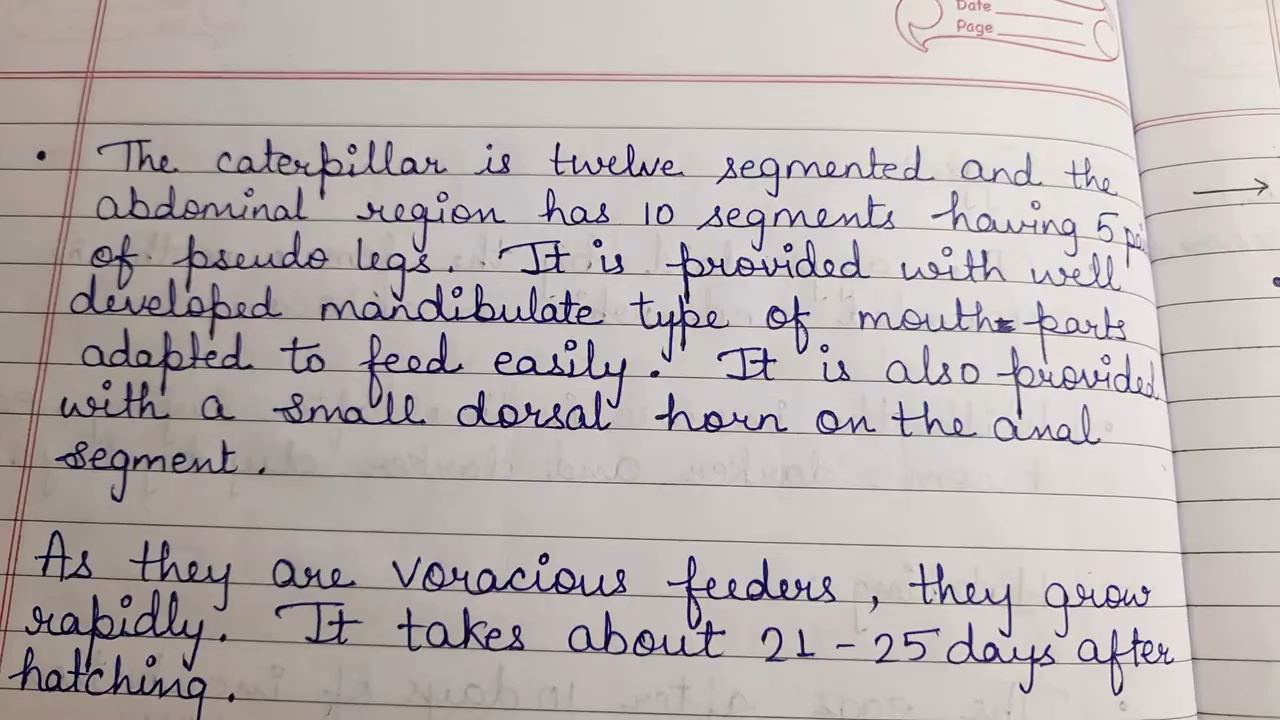 Date
Page
• The caterpillar is twelve segmented and the
abdominal region has 10 segments having 5
of pseudo legs. It is provided with well
developed mandibulate type of mouth-parts
adapted to feed easily. It is also provided
with a small dorsal horn on the anal
segment.
As they are voracious feeders, they grow
rapidly. It takes about 21-25 days after
hatching.